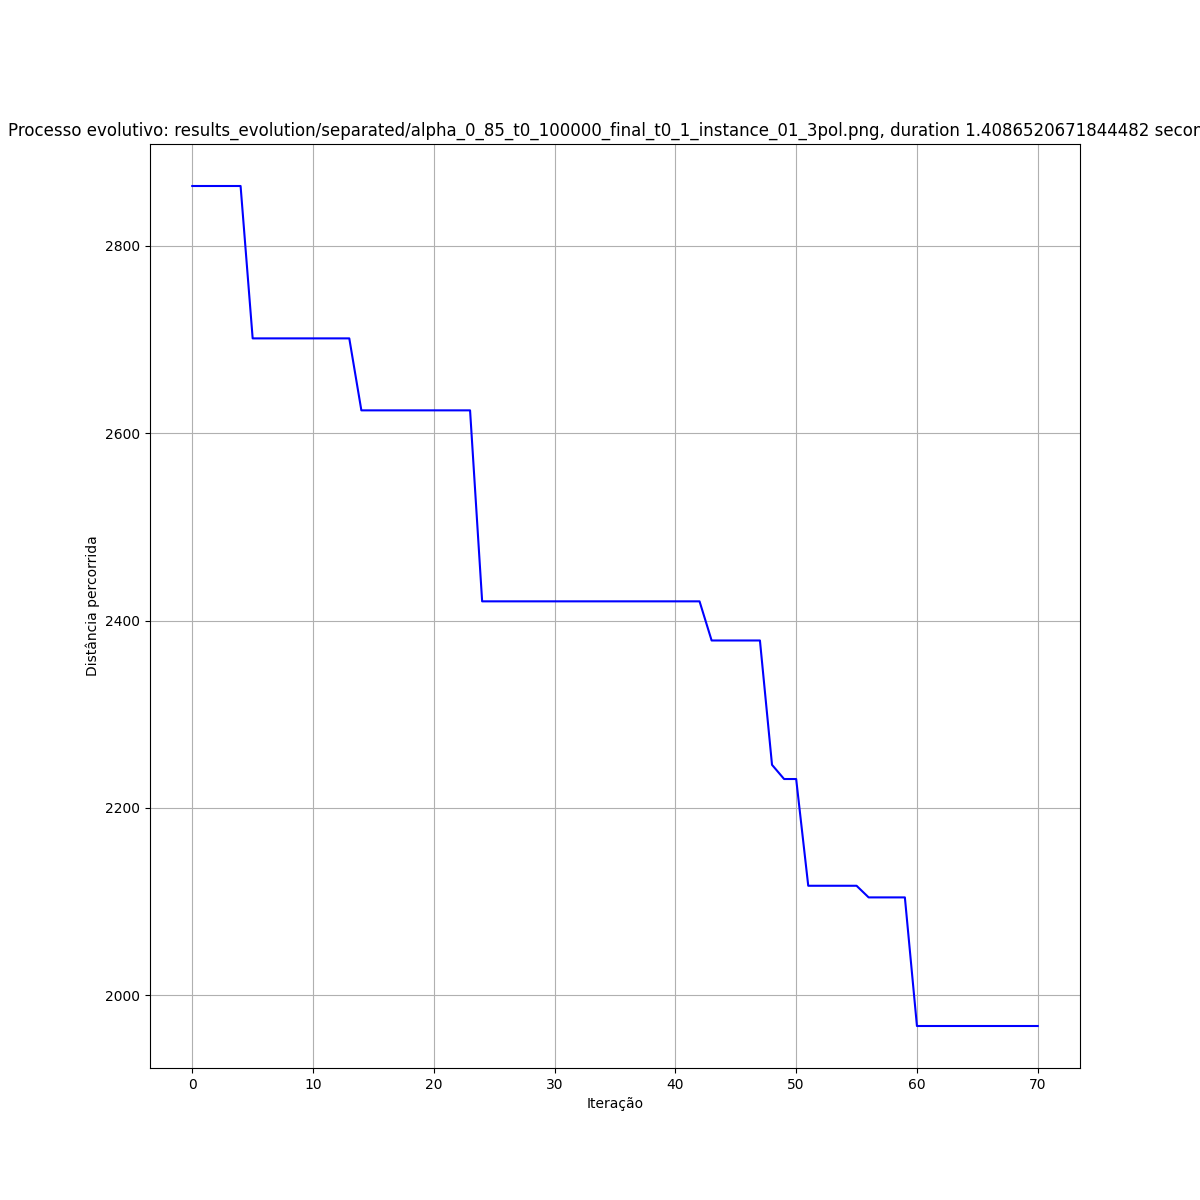 Processo evolutivo: results_evolution/separated/alpha_0_85_t0_100000_final_t0_1_instance_01_3pol.png, duration 1.4086520671844482 secor
2800
2600
2400
2200
2000
Distância percorrida
0 10 20 30 40 50 60 70
Iteração